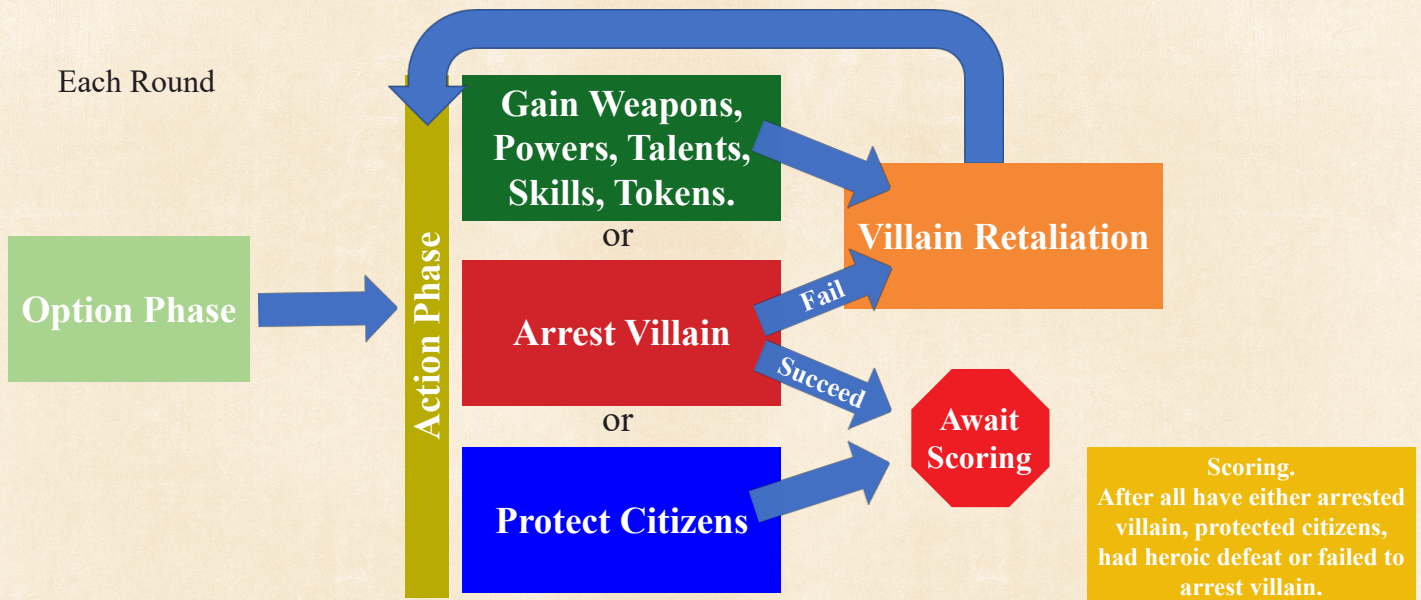 Each Round
Option Phase
Action Phase
Gain Weapons,
Powers, Talents,
Skills, Tokens.
or
Arrest Villain
or
Protect Citizens
Fail
Succeed
Villain Retaliation
Await
Scoring
Scoring.
After all have either arrested
villain, protected citizens,
had heroic defeat or failed to
arrest villain.